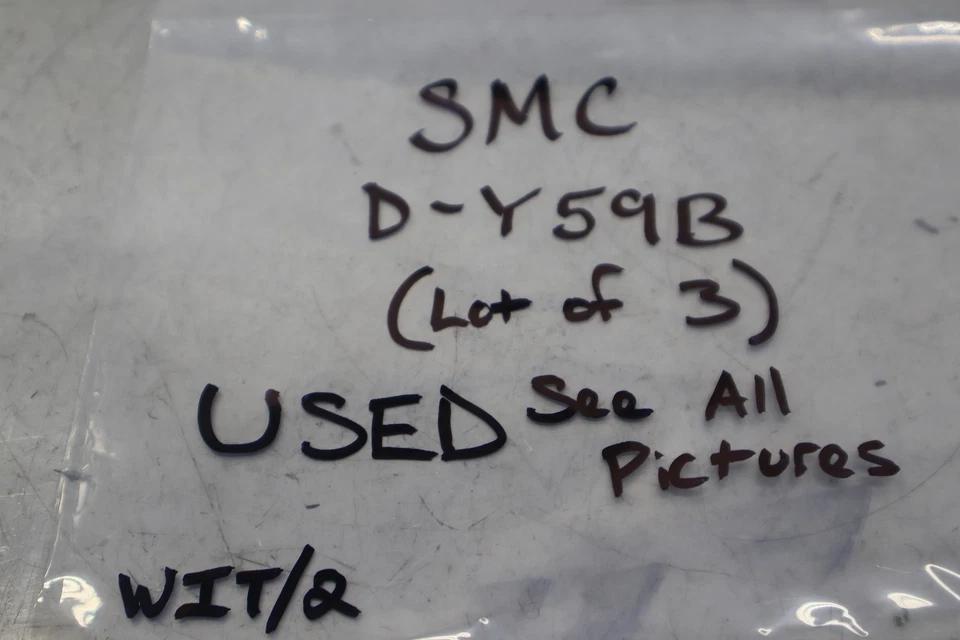 SMC
D-Y59B
(Lot of 3)
USED See All
Pictures
WIT/2